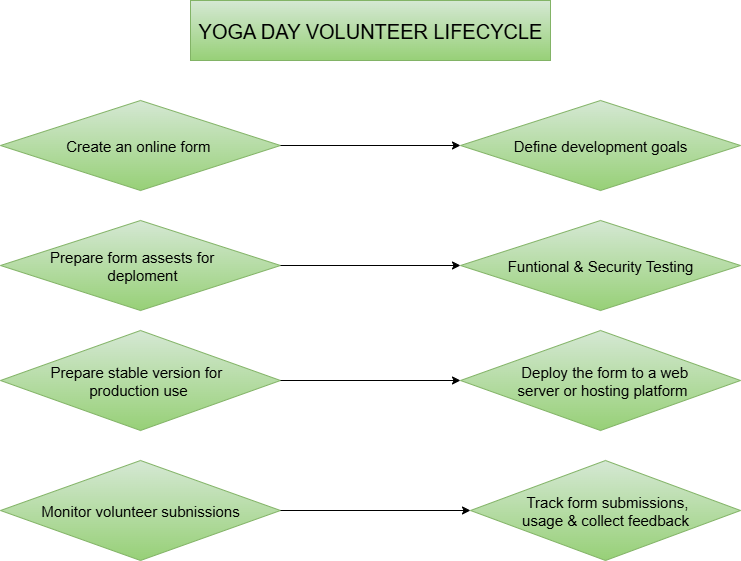 YOGA DAY VOLUNTEER LIFECYCLE
Create an online form
Define development goals
Prepare form assests for
deploment
Funtional & Security Testing
Prepare stable version for
production use
Deploy the form to a web
server or hosting platform
Monitor volunteer submissions
Track form submissions,
usage & collect feedback